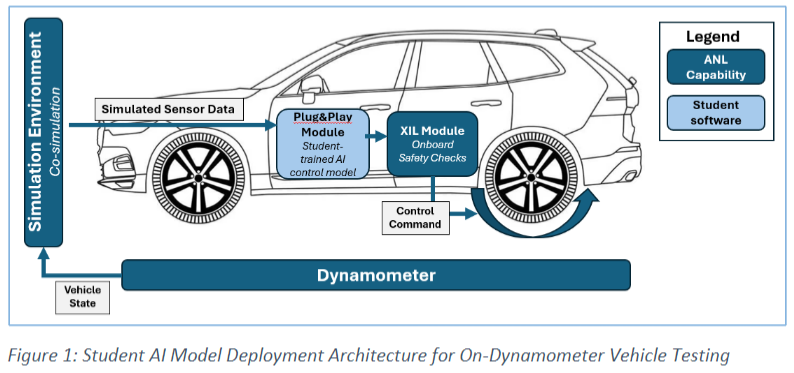 Simulation Environment
Co-simulation
Simulated Sensor Data
Plug&Play
Module
Student-
trained AI
control model
XIL Module
Onboard
Safety Checks
Control
Command
Legend
ANL
Capability
Student
software
Dynamometer
Vehicle
State
Figure 1: Student AI Model Deployment Architecture for On-Dynamometer Vehicle Testing